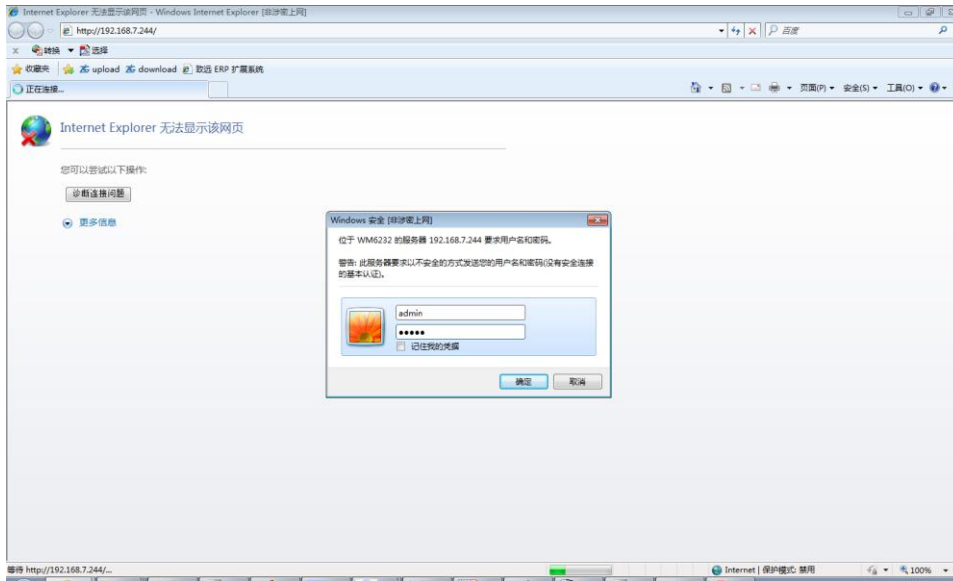 Internet Explorer 无法显示该网页 - Windows Internet Explorer [非涉密上网]
http://192.168.7.244/
百度
x 转换 选择
收藏夹 upload download 致远 ERP 扩展系统
正在连接...
页面(P) 安全(S) 工具(O)
Internet Explorer 无法显示该网页
您可以尝试以下操作:
诊断连接问题
更多信息
Windows 安全 [非涉密上网]
位于 WM6232 的服务器 192.168.7.244 要求用户名和密码。
警告: 此服务器要求以不安全的方式发送您的用户名和密码(没有安全连接
的基本认证)。
admin
●●●●●
记住我的凭据
确定 取消
等待 http://192.168.7.244/...
Internet | 保护模式: 禁用
100%